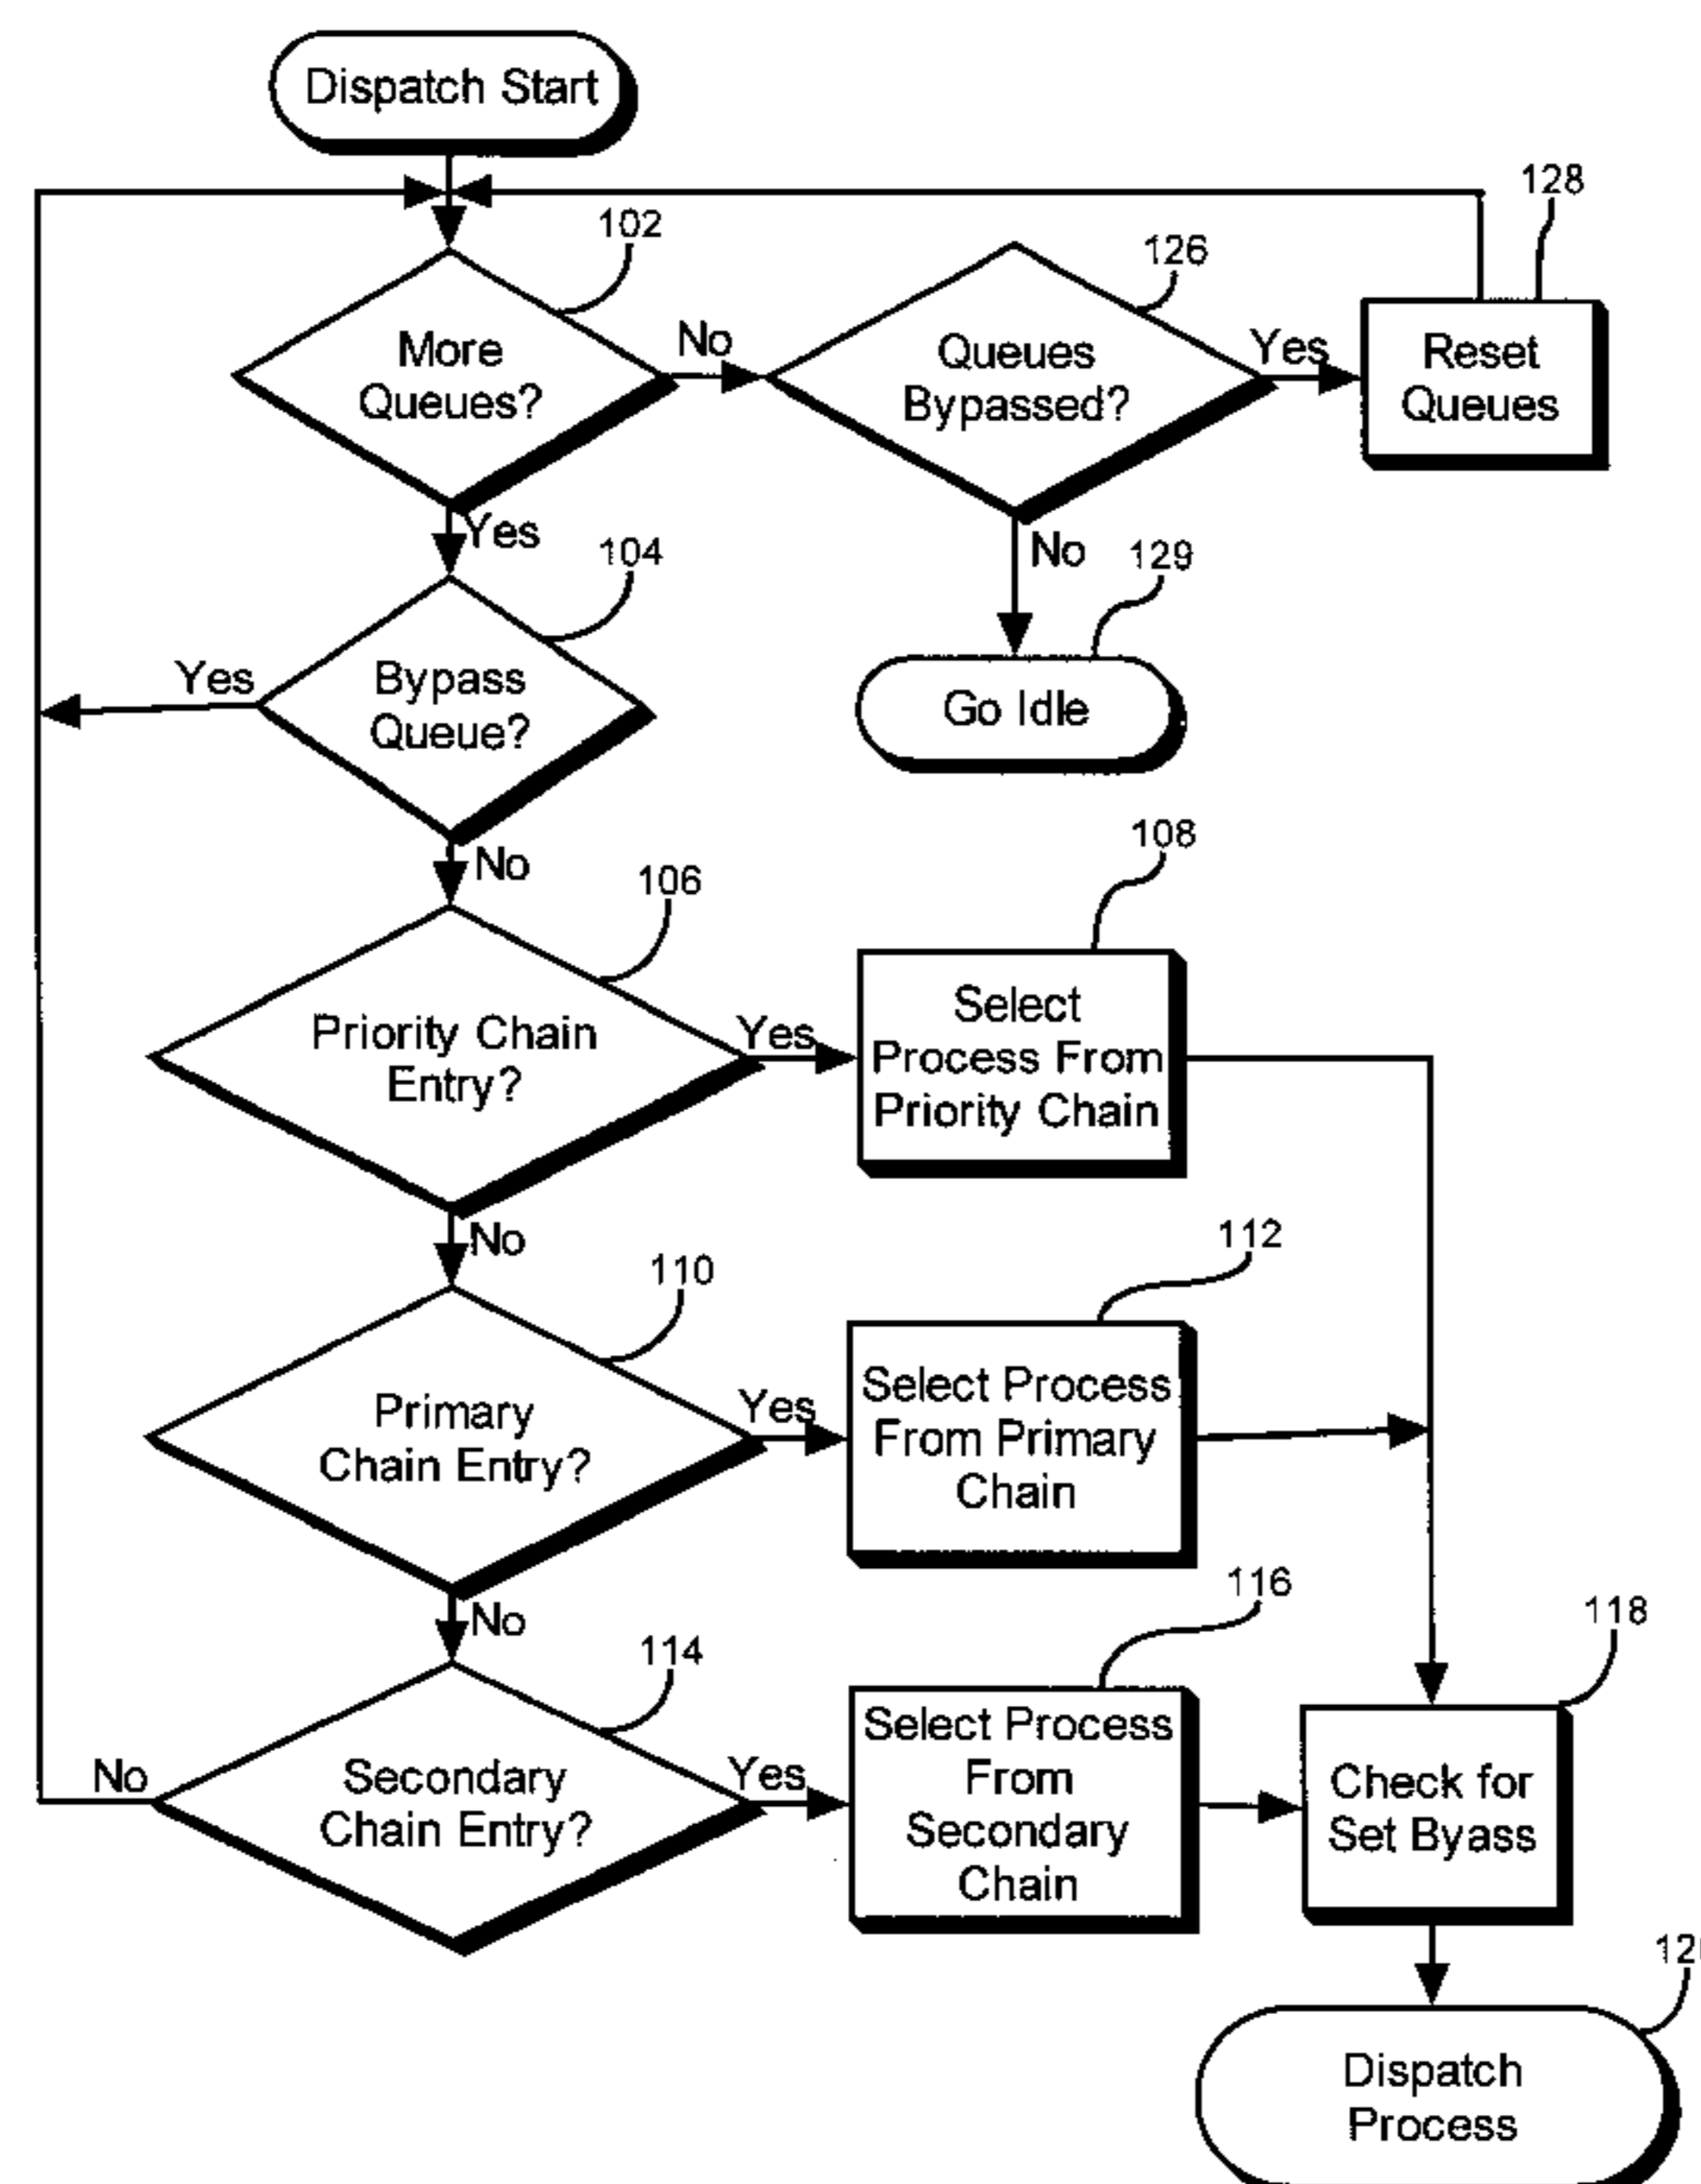 Dispatch Start
128
102
126
More
Queues?
No
Queues
Bypassed?
Yes
Reset
Queues
Yes
104
No
129
Yes
Bypass
Queue?
Go Idle
No
108
106
Priority Chain
Entry?
Yes
Select
Process From
Priority Chain
No
112
110
Primary
Chain Entry?
Yes
Select Process
From Primary
Chain
116
No
118
114
No
Secondary
Chain Entry?
Yes
Select Process
From
Secondary
Chain
Check for
Set Byass
Dispatch
Process